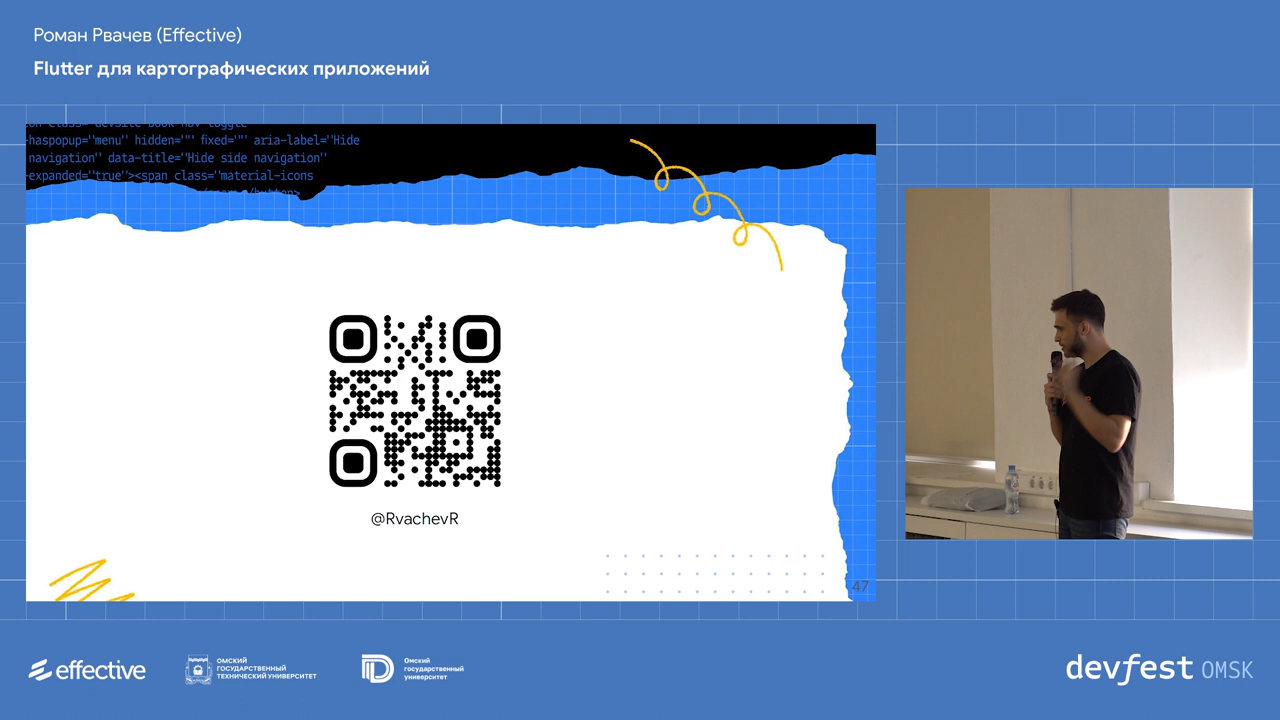 Роман Рвачев (Effective)
Flutter для картографических приложений
-haspopup="menu" hidden="" fixed="" aria-label="Hide
navigation" data-title="Hide side navigation"
-expanded="true"><span class="material-icons
@RvachevR
47
effective
ОМСКИЙ
ГОСУДАРСТВЕННЫЙ
ТЕХНИЧЕСКИЙ УНИВЕРСИТЕТ
Омский
государственный
университет
devfest OMSK